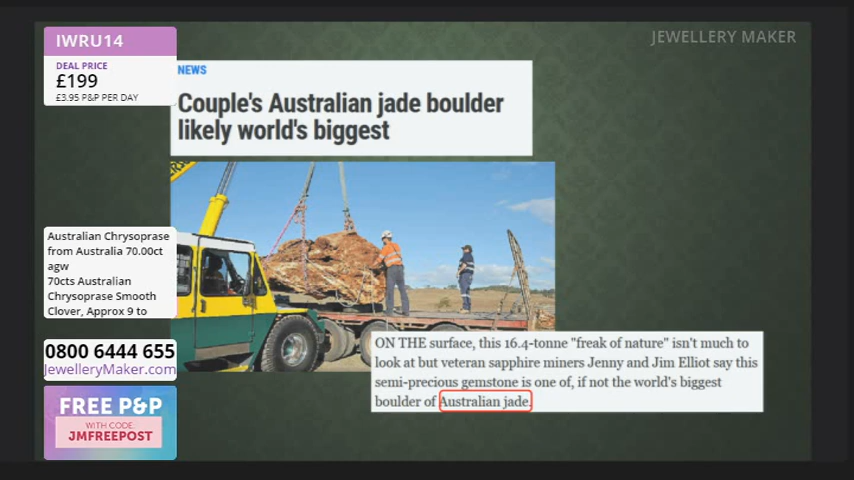 IWRU14
DEAL PRICE
£199
£3.95 P&P PER DAY
JEWELLERY MAKER
NEWS
Couple's Australian jade boulder
likely world's biggest
Australian Chrysoprase
from Australia 70.00ct
agw
70cts Australian
Chrysoprase Smooth
Clover, Approx 9 to
ON THE surface, this 16.4-tonne "freak of nature" isn't much to
look at but veteran sapphire miners Jenny and Jim Elliot say this
semi-precious gemstone is one of, if not the world's biggest
boulder of Australian jade.
0800 6444 655
JewelleryMaker.com
FREE P&P
WITH CODE
JMFREEPOST